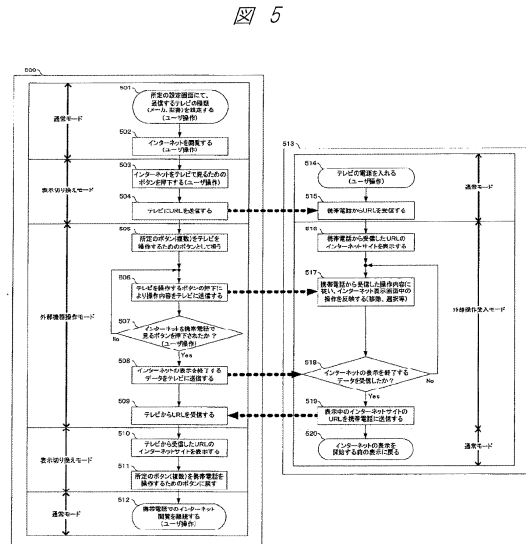 図 5
500
通常モード
501
所定の設定画面にて、
送信するテレビの種類
(メール、型番)を設定する
(ユーザ操作)
502
インターネットを閲覧する
(ユーザ操作)
表示切り換えモード
503
インターネットをテレビで見るための
ボタンを押下する(ユーザ操作)
504
テレビにURLを送信する
外部機器操作モード
505
所定のボタン(複数)をテレビを
操作するためのボタンとして扱う
506
テレビを操作するボタンの押下に
より操作内容をテレビに送信する
507
インターネットを携帯電話で
見るボタンを押下されたか?
(ユーザ操作)
No
Yes
508
インターネットの表示を終了する
データをテレビに送信する
509
テレビからURLを受信する
表示切り換えモード
510
テレビから受信したURLの
インターネットサイトを表示する
511
所定のボタン(複数)を携帯電話を
操作するためのボタンに戻す
通常モード
512
携帯電話でのインターネット
閲覧を継続する
(ユーザ操作)
513
514
テレビの電源を入れる
(ユーザ操作)
通常モード
515
携帯電話からURLを受信する
516
携帯電話から受信したURLの
インターネットサイトを表示する
517
携帯電話から受信した操作内容に
従い、インターネット表示画面中の
操作を反映する(移動、選択等)
外部操作受入モード
518
インターネットの表示を終了する
データを受信したか?
No
Yes
519
表示中のインターネットサイトの
URLを携帯電話に送信する
520
インターネットの表示を
開始する前の表示に戻る
通常モード